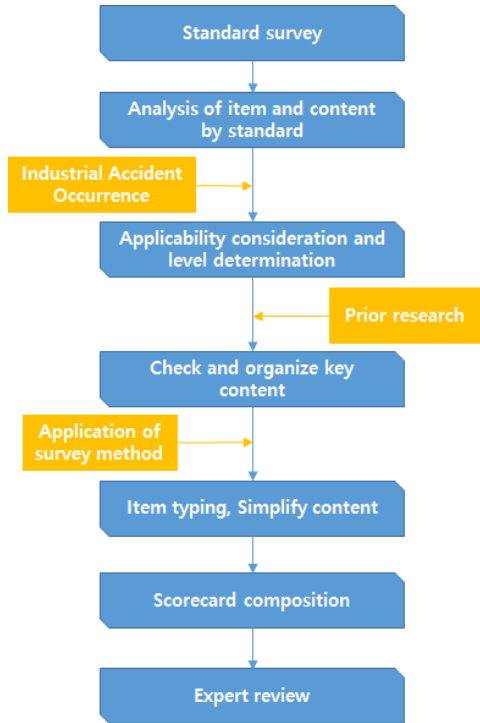 Standard survey
Analysis of item and content
by standard
Industrial Accident
Occurrence
Applicability consideration and
level determination
Prior research
Check and organize key
content
Application of
survey method
Item typing, Simplify content
Scorecard composition
Expert review